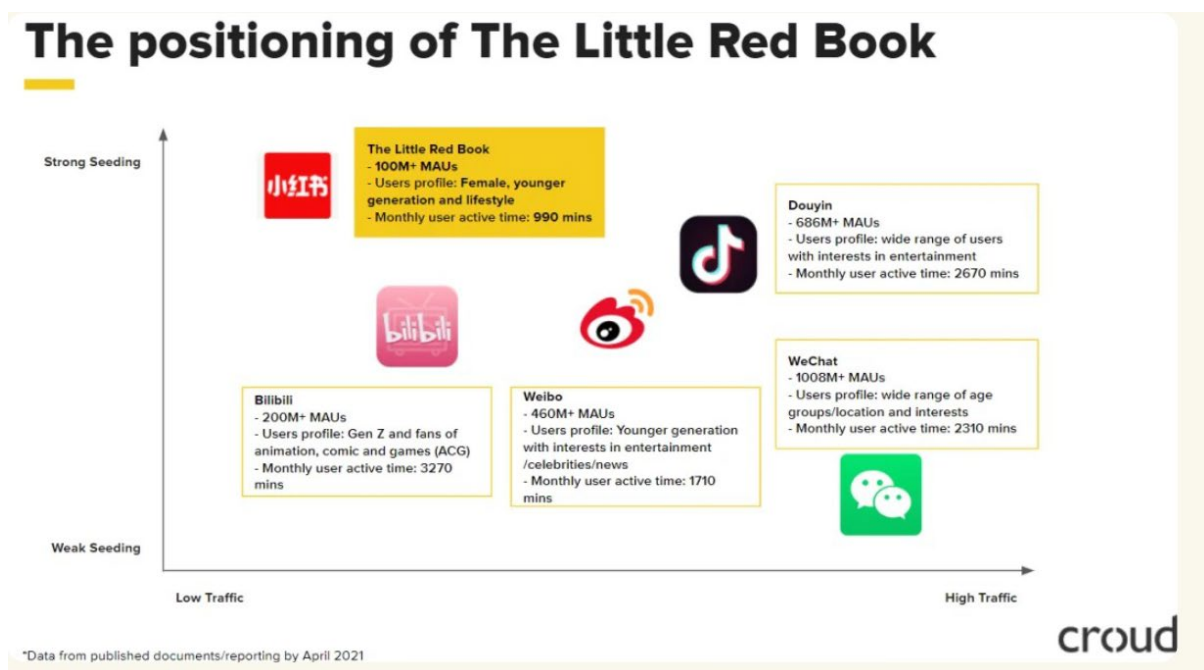 The positioning of The Little Red Book
Strong Seeding
小红书
The Little Red Book
- 100M+ MAUs
- Users profile: Female, younger
generation and lifestyle
- Monthly user active time: 990 mins
Douyin
- 686M+ MAUs
- Users profile: wide range of users
with interests in entertainment
- Monthly user active time: 2670 mins
bilibili
WeChat
- 1008M+ MAUs
- Users profile: wide range of age
groups/location and interests
- Monthly user active time: 2310 mins
Bilibili
- 200M+ MAUs
- Users profile: Gen Z and fans of
animation, comic and games (ACG)
- Monthly user active time: 3270
mins
Weibo
- 460M+ MAUs
- Users profile: Younger generation
with interests in entertainment
/celebrities/news
- Monthly user active time: 1710
mins
Weak Seeding
Low Traffic
High Traffic
croud
*Data from published documents/reporting by April 2021